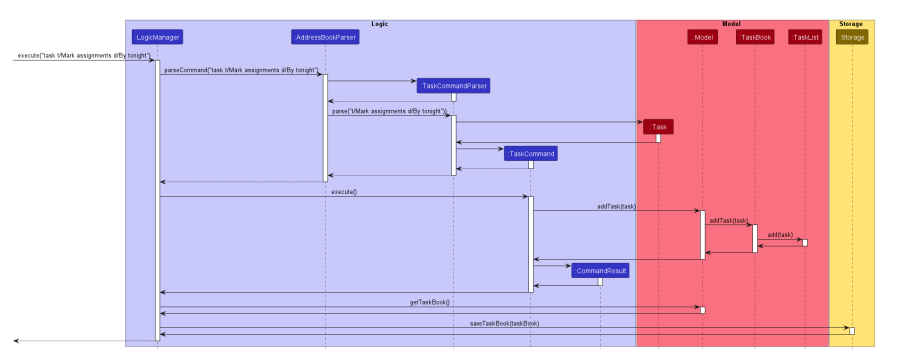 Logic
Model
Storage
:LogicManager
:AddressBookParser
:Model
:TaskBook
:TaskList
:Storage
execute("task t/Mark assignments d/By tonight")
parseCommand("task t/Mark assignments d/By tonight")
:TaskCommandParser
parse("t/Mark assignments d/By tonight"))
:Task
:TaskCommand
execute()
addTask(task)
addTask(task)
add(task)
:CommandResult
getTaskBook()
saveTaskBook(taskBook)